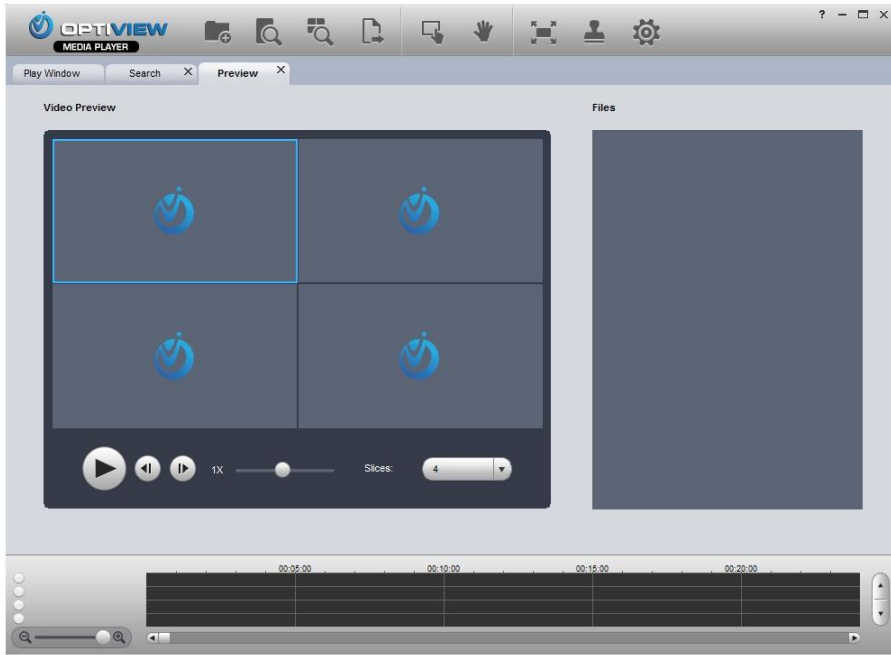 OPTIVIEW
MEDIA PLAYER
?
Play Window Search Preview
Video Preview Files
1X Slices: 4
00:05:00 00:10:00 00:15:00 00:20:00